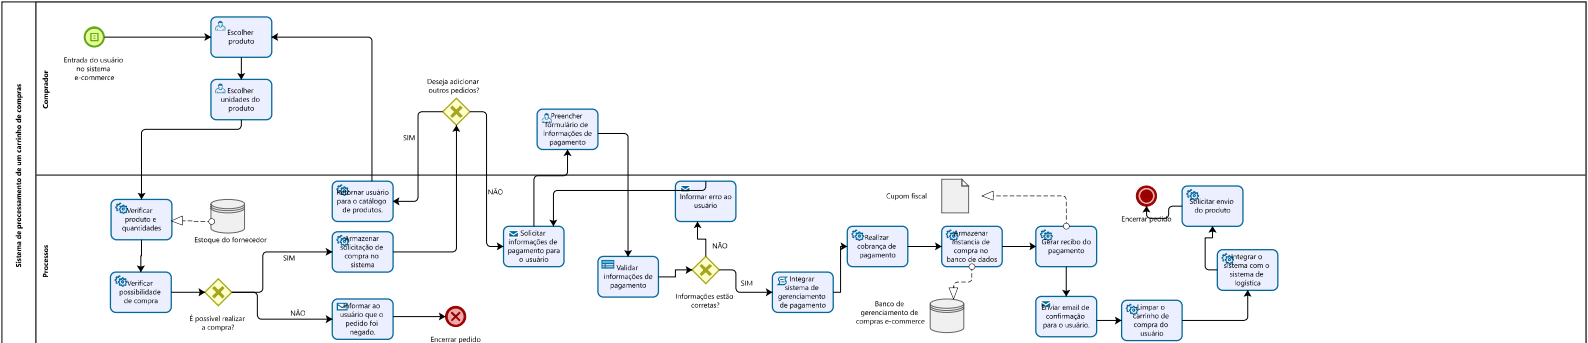 Sistema de processamento de um carrinho de compras
Comprador
Entrada do usuário
no sistema
e-commerce
Escolher
produto
Escolher
unidades do
produto
Deseja adicionar
outros pedidos?
SIM
NÃO
Preencher
formulário de
informações de
pagamento
Processos
Verificar
produto e
quantidades
Estoque do fornecedor
Verificar
possibilidade
de compra
É possível realizar
a compra?
SIM
NÃO
Retornar usuário
para o catálogo
de produtos.
Armazenar
solicitação de
compra no
sistema
Informar ao
usuário que o
pedido foi
negado.
Encerrar pedido
Solicitar
informações de
pagamento para
o usuário
Informar erro ao
usuário
Validar
informações de
pagamento
NÃO
SIM
Informações estão
corretas?
Integrar
sistema de
gerenciamento
de pagamento
Realizar
cobrança de
pagamento
Cupom fiscal
Armazenar
instancia de
compra no
banco de dados
Banco de
gerenciamento de
compras e-commerce
Gerar recibo do
pagamento
Enviar email de
confirmação
para o usuário.
Limpar o
carrinho de
compra do
usuário
Integrar o
sistema com o
sistema de
logística
Solicitar envio
do produto
Encerrar pedido